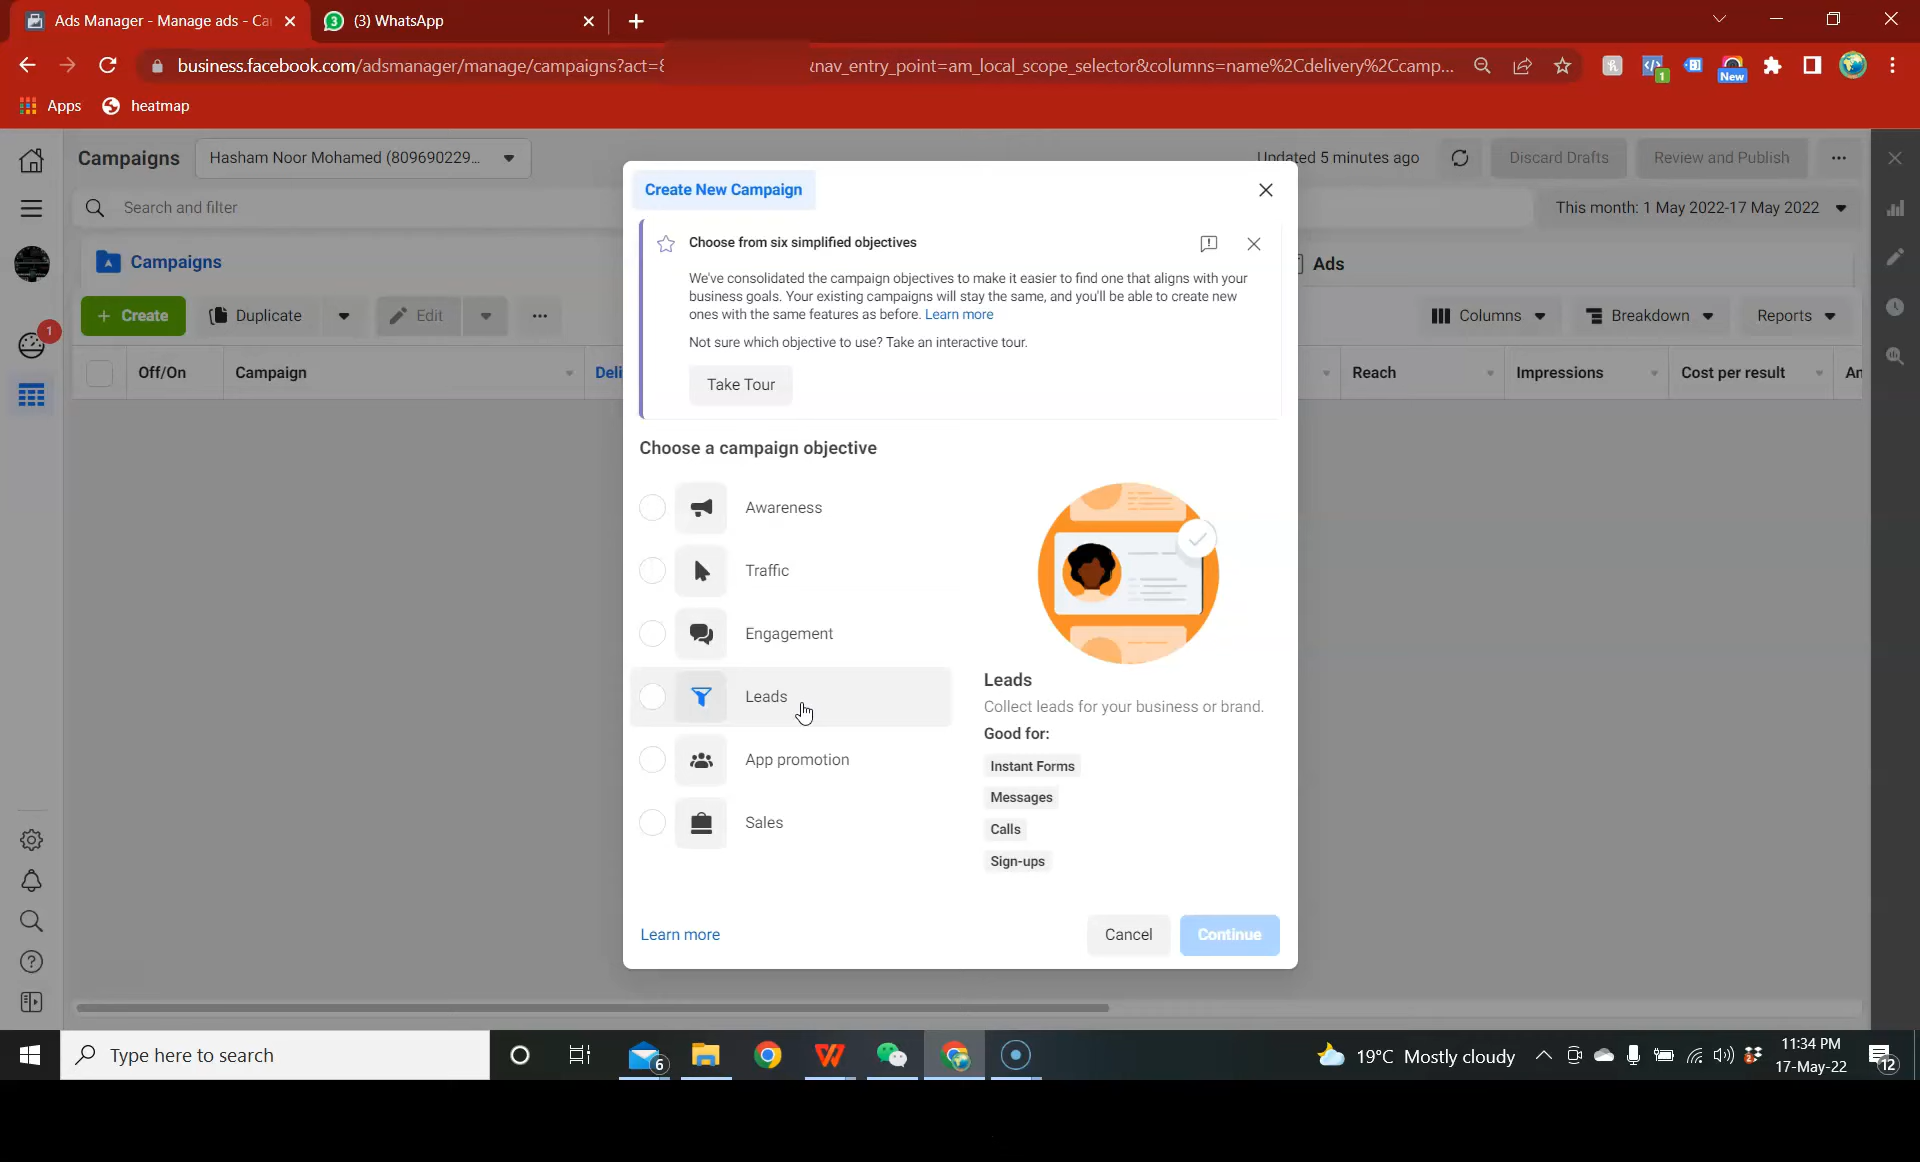 Ads Manager - Manage ads - Ca
(3) WhatsApp
business.facebook.com/adsmanager/manage/campaigns?act=8
&nav_entry_point=am_local_scope_selector&columns=name%2Cdelivery%2Ccamp...
1
New
Apps
heatmap
Campaigns
Hasham Noor Mohamed (809690229...
Updated 5 minutes ago
Discard Drafts
Review and Publish
Search and filter
This month: 1 May 2022-17 May 2022
Campaigns
Ads
+ Create
Duplicate
Edit
Columns
Breakdown
Reports
1
Off/On
Campaign
Deli
Reach
Impressions
Cost per result
Create New Campaign
Choose from six simplified objectives
We've consolidated the campaign objectives to make it easier to find one that aligns with your
business goals. Your existing campaigns will stay the same, and you'll be able to create new
ones with the same features as before. Learn more
Not sure which objective to use? Take an interactive tour.
Take Tour
Choose a campaign objective
Awareness
Traffic
Engagement
Leads
App promotion
Sales
Leads
Collect leads for your business or brand.
Good for:
Instant Forms
Messages
Calls
Sign-ups
Learn more
Cancel
Continue
Type here to search
6
19°C Mostly cloudy
11:34 PM
17-May-22
12